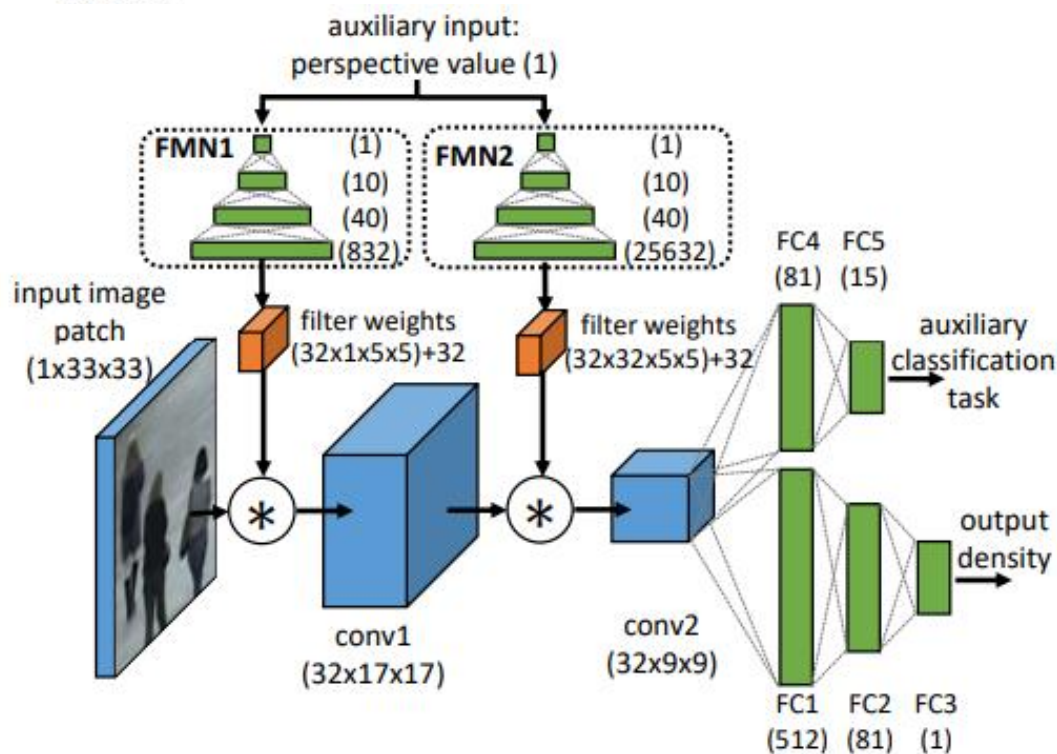 auxiliary input:
perspective value (1)
FMN1
(1)
(10)
(40)
(832)
FMN2
(1)
(10)
(40)
(25632)
FC4
(81)
FC5
(15)
input image
patch
(1x33x33)
filter weights
(32x1x5x5)+32
filter weights
(32x32x5x5)+32
auxiliary
classification
task
*
*
output
density
conv1
(32x17x17)
conv2
(32x9x9)
FC1
(512)
FC2
(81)
FC3
(1)